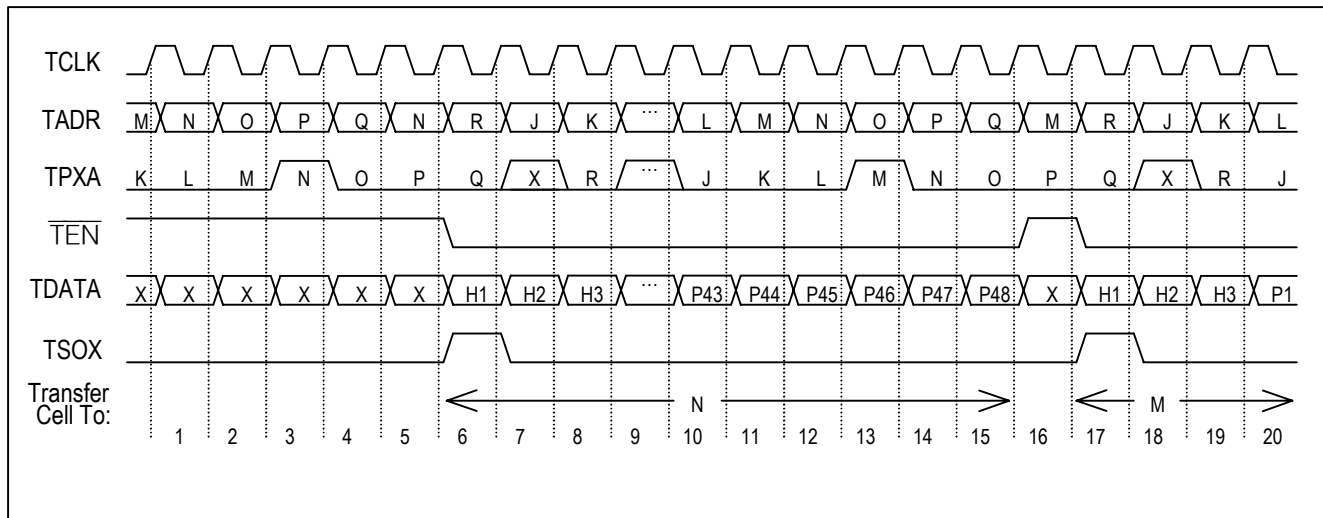 TCLK
TADR M N O P Q N R J K ... L M N O P Q M R J K L
TPXA K L M N O P Q X R ... J K L M N O P Q X R J
TEN
TDATA X X X X X X H1 H2 H3 ... P43 P44 P45 P46 P47 P48 X H1 H2 H3 P1
TSOX
Transfer
Cell To: N M
1 2 3 4 5 6 7 8 9 10 11 12 13 14 15 16 17 18 19 20